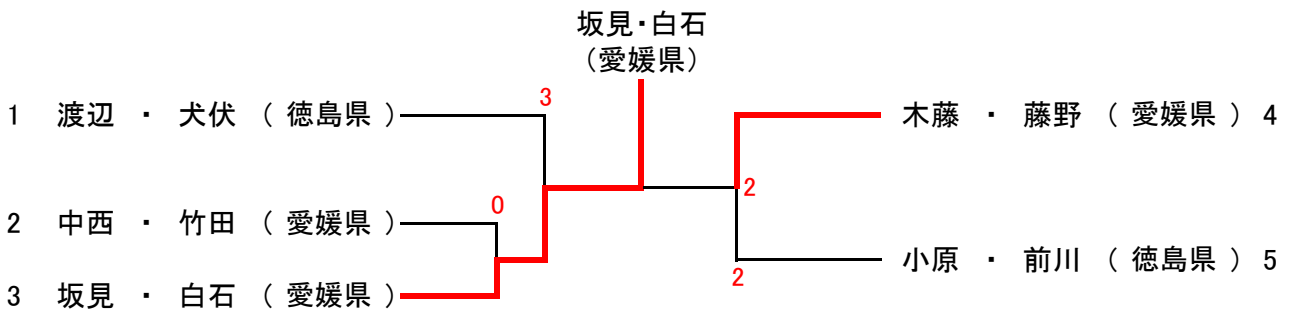 坂見・白石
（愛媛県）
3
1 渡辺 ・ 犬伏 （ 徳島県 ）
木藤 ・ 藤野 （ 愛媛県 ） 4
2
0
2 中西 ・ 竹田 （ 愛媛県 ）
小原 ・ 前川 （ 徳島県 ） 5
2
3 坂見 ・ 白石 （ 愛媛県 ）